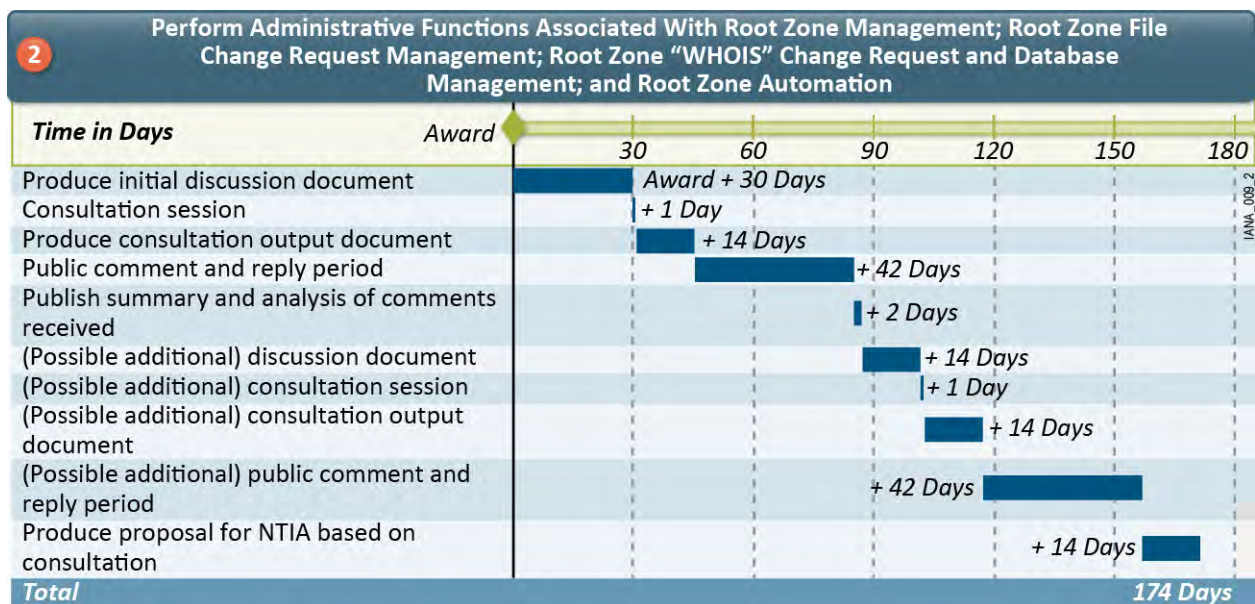 2
Perform Administrative Functions Associated With Root Zone Management; Root Zone File
Change Request Management; Root Zone “WHOIS” Change Request and Database
Management; and Root Zone Automation
Time in Days Award
30 60 90 120 150 180
Produce initial discussion document Award + 30 Days
Consultation session + 1 Day
Produce consultation output document + 14 Days
Public comment and reply period + 42 Days
Publish summary and analysis of comments
received + 2 Days
(Possible additional) discussion document + 14 Days
(Possible additional) consultation session + 1 Day
(Possible additional) consultation output
document + 14 Days
(Possible additional) public comment and
reply period + 42 Days
Produce proposal for NTIA based on
consultation + 14 Days
Total 174 Days
IANA_009_2